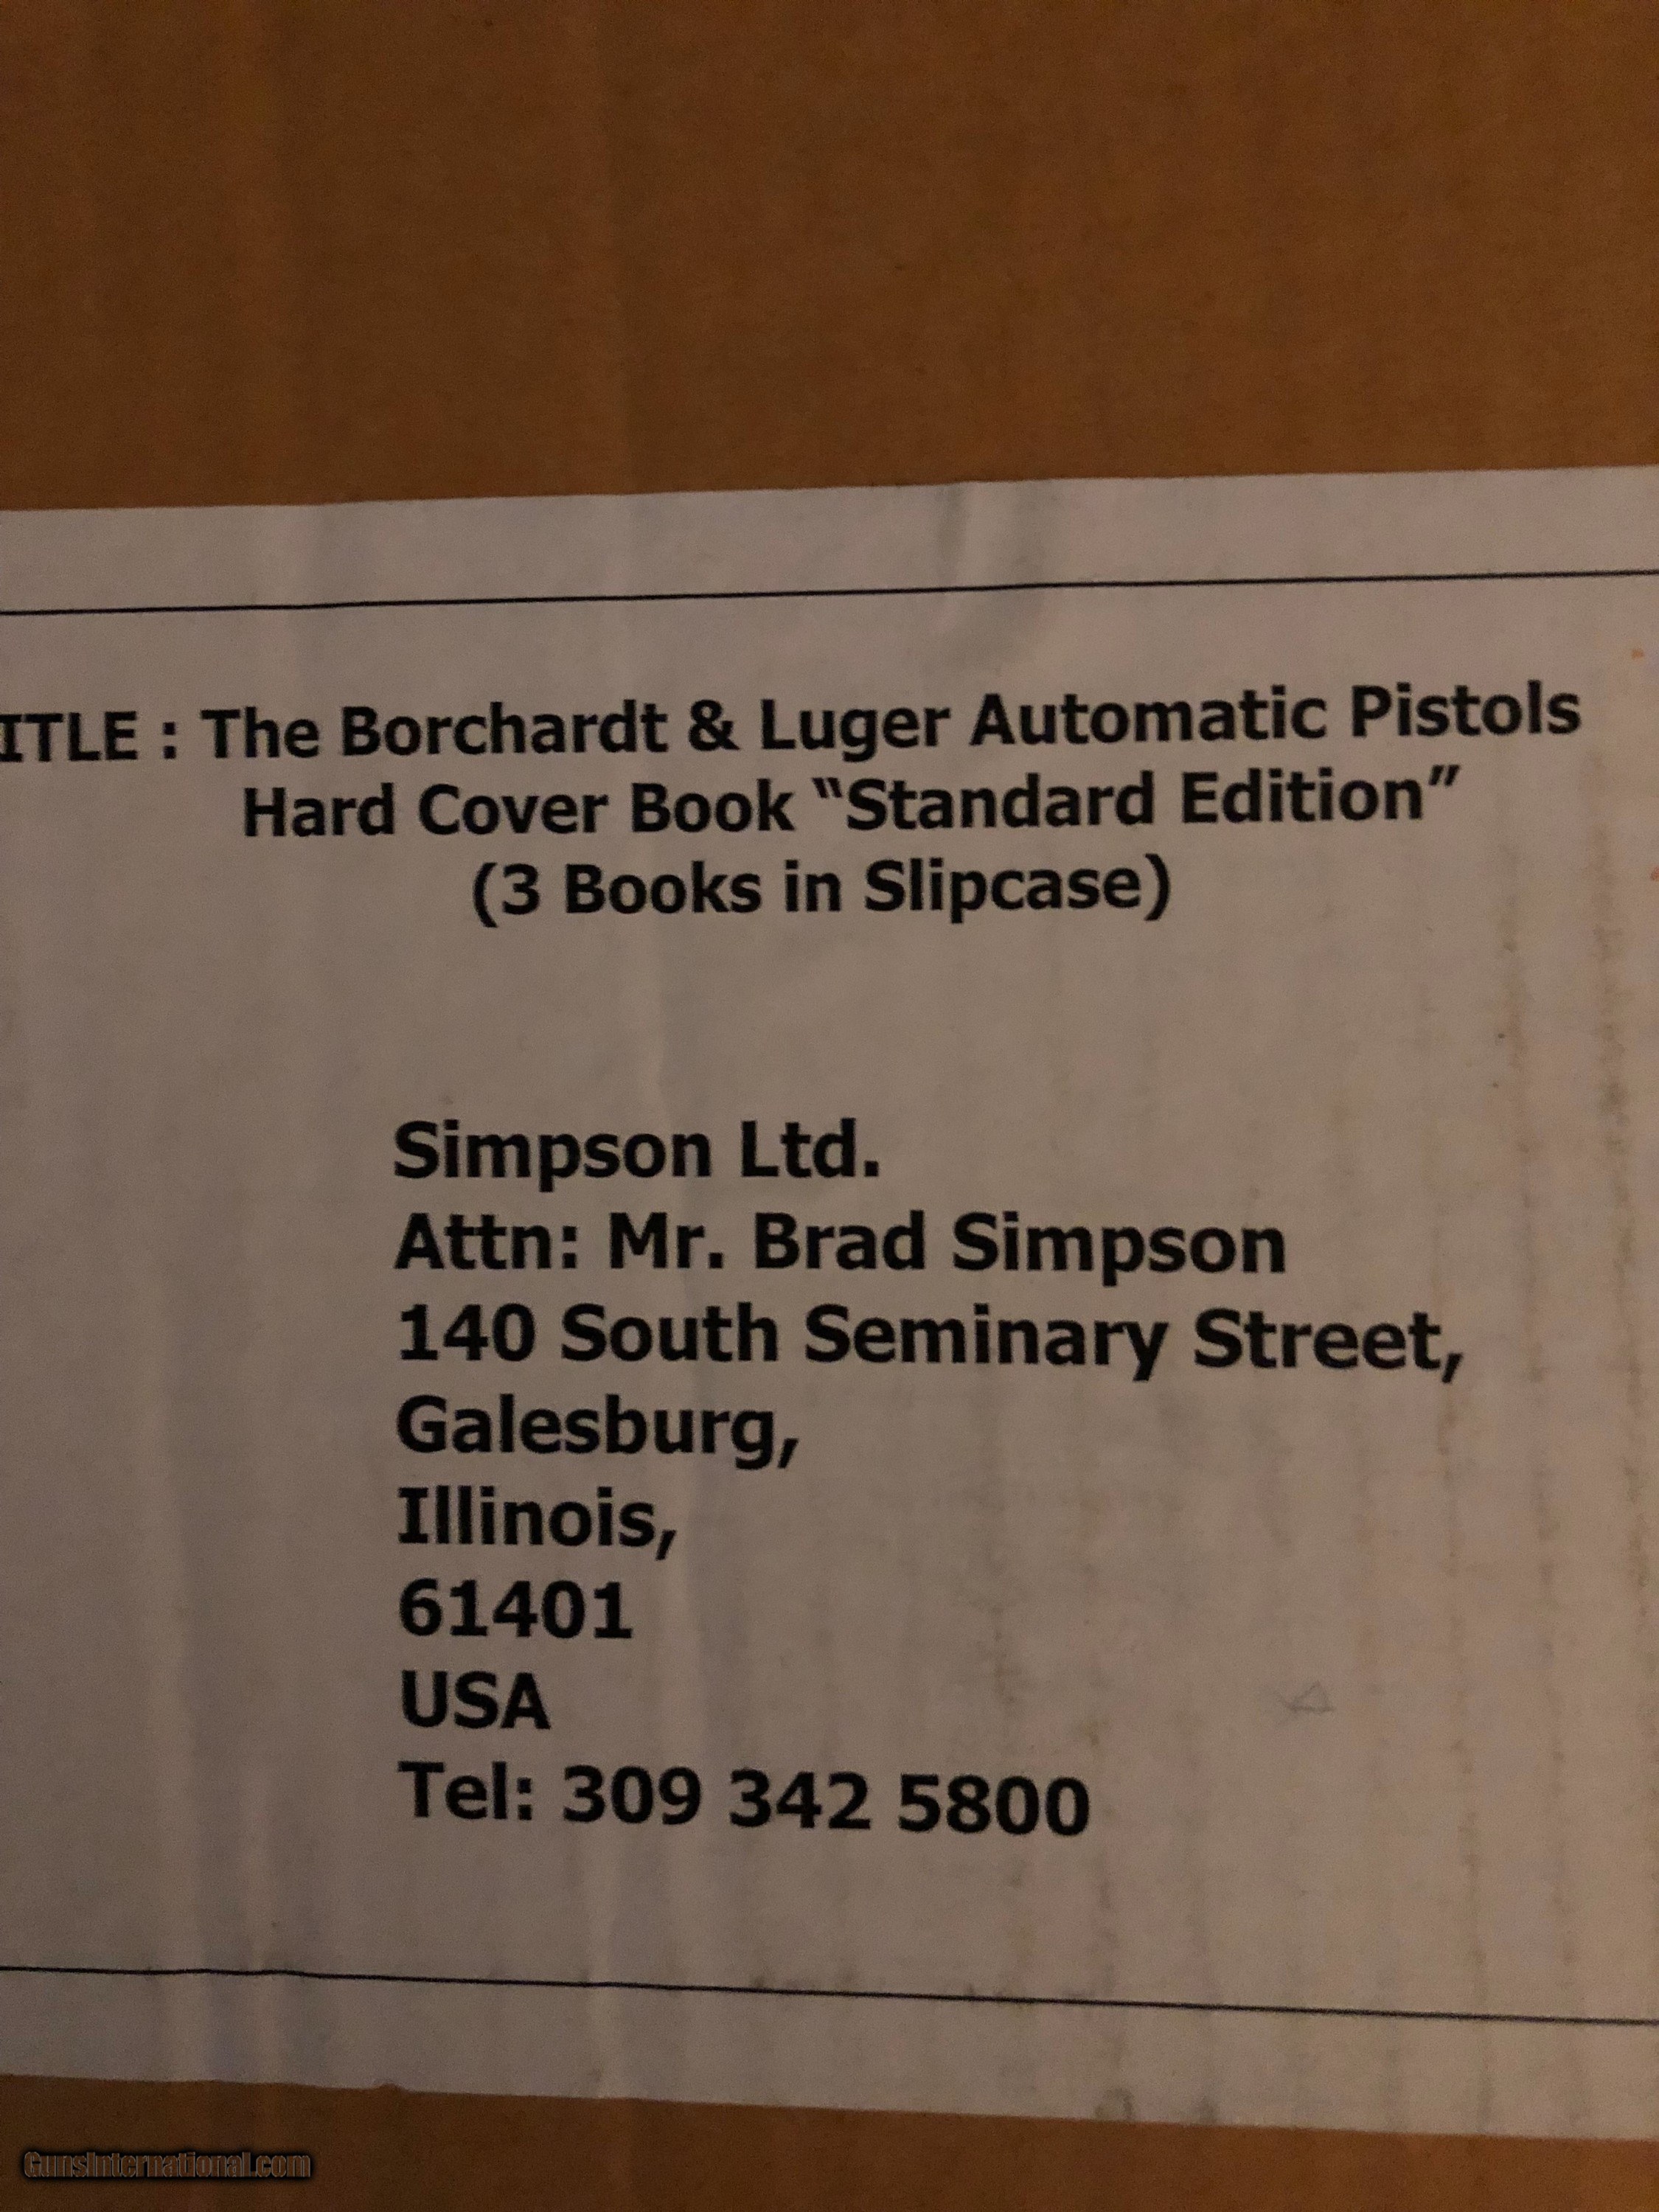 ITLE : The Borchardt & Luger Automatic Pistols
Hard Cover Book “Standard Edition”
(3 Books in Slipcase)
Simpson Ltd.
Attn: Mr. Brad Simpson
140 South Seminary Street,
Galesburg,
Illinois,
61401
USA
Tel: 309 342 5800
GunsInternational.com